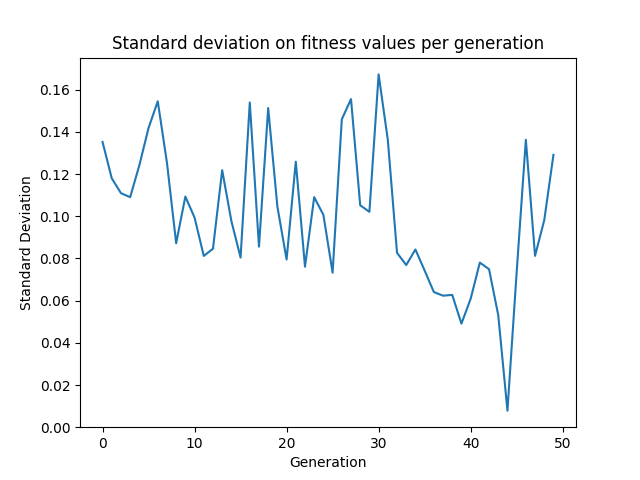 Standard deviation on fitness values per generation
0.16
0.14
0.12
0.10
0.08
0.06
0.04
0.02
0.00
Standard Deviation
0 10 20 30 40 50
Generation